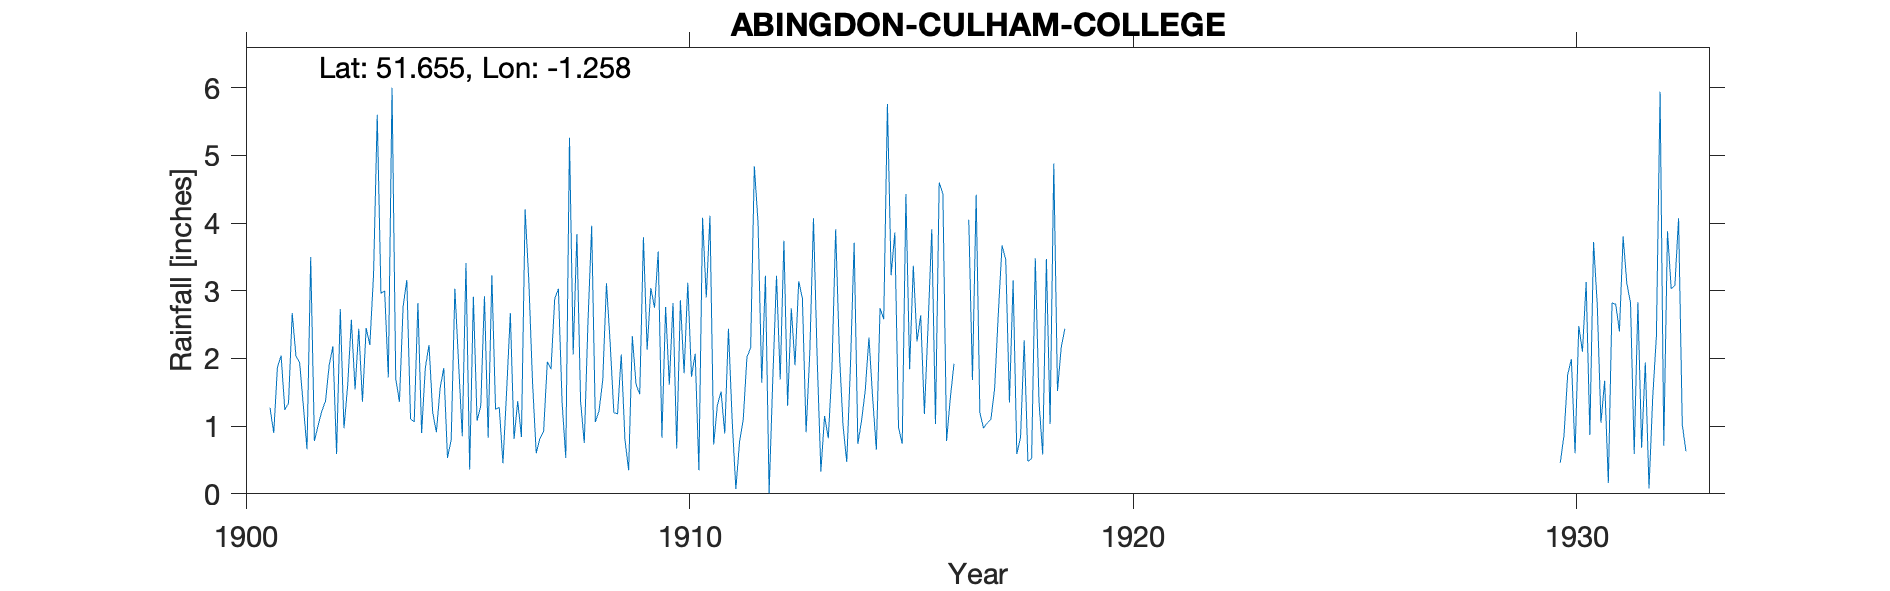 ABINGDON-CULHAM-COLLEGE
Lat: 51.655, Lon: -1.258
6
5
4
3
2
1
0
Rainfall [inches]
1900 1910 1920 1930
Year